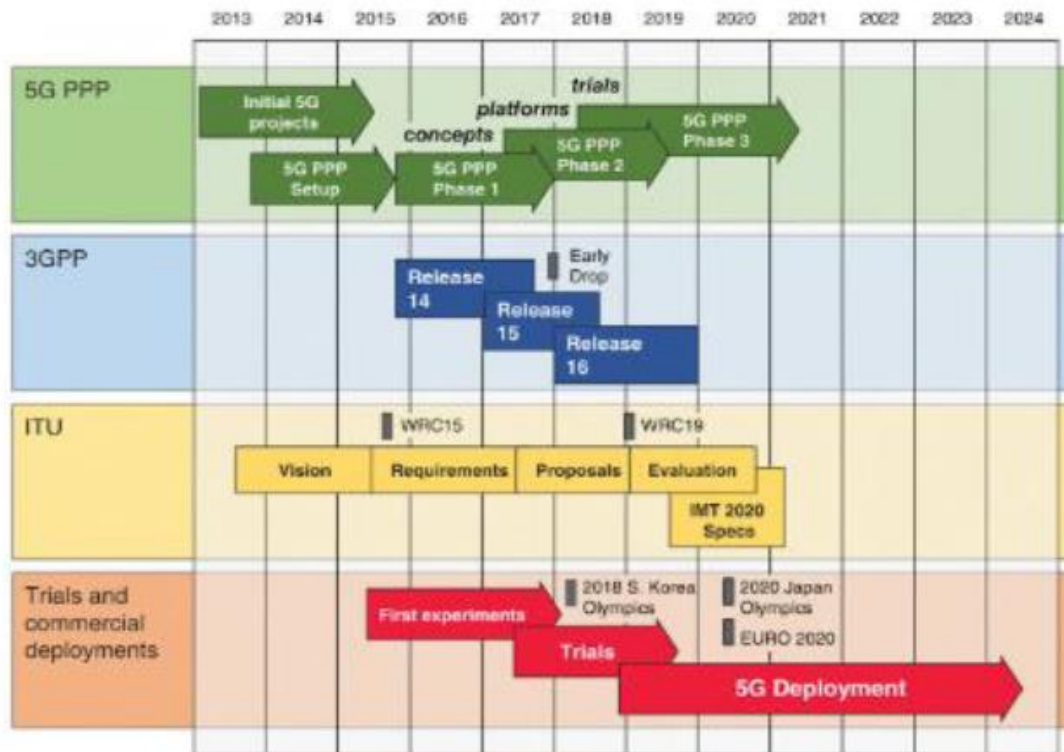 2013 2014 2015 2016 2017 2018 2019 2020 2021 2022 2023 2024
5G PPP
Initial 5G
projects
5G PPP
Setup
concepts
5G PPP
Phase 1
platforms
5G PPP
Phase 2
trials
5G PPP
Phase 3
3GPP
Release
14
Release
15
Release
16
Early
Drop
ITU
WRC15
WRC19
Vision
Requirements
Proposals
Evaluation
IMT 2020
Specs
Trials and
commercial
deployments
First experiments
2018 S. Korea
Olympics
2020 Japan
Olympics
EURO 2020
Trials
5G Deployment